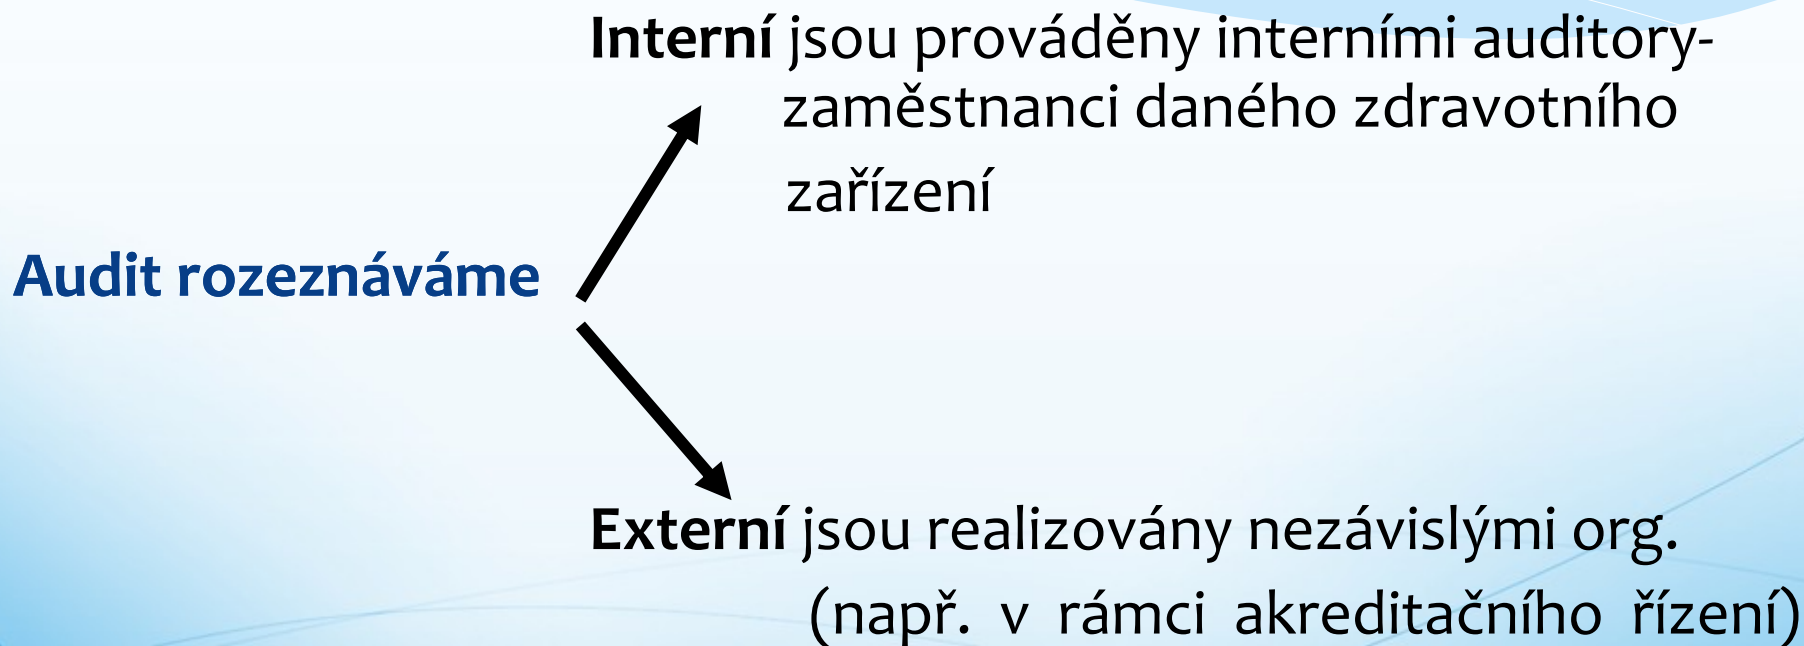 Interní jsou prováděny interními auditory-
zaměstnanci daného zdravotního
zařízení
Audit rozeznáváme
Externí jsou realizovány nezávislými org.
(např. v rámci akreditačního řízení)